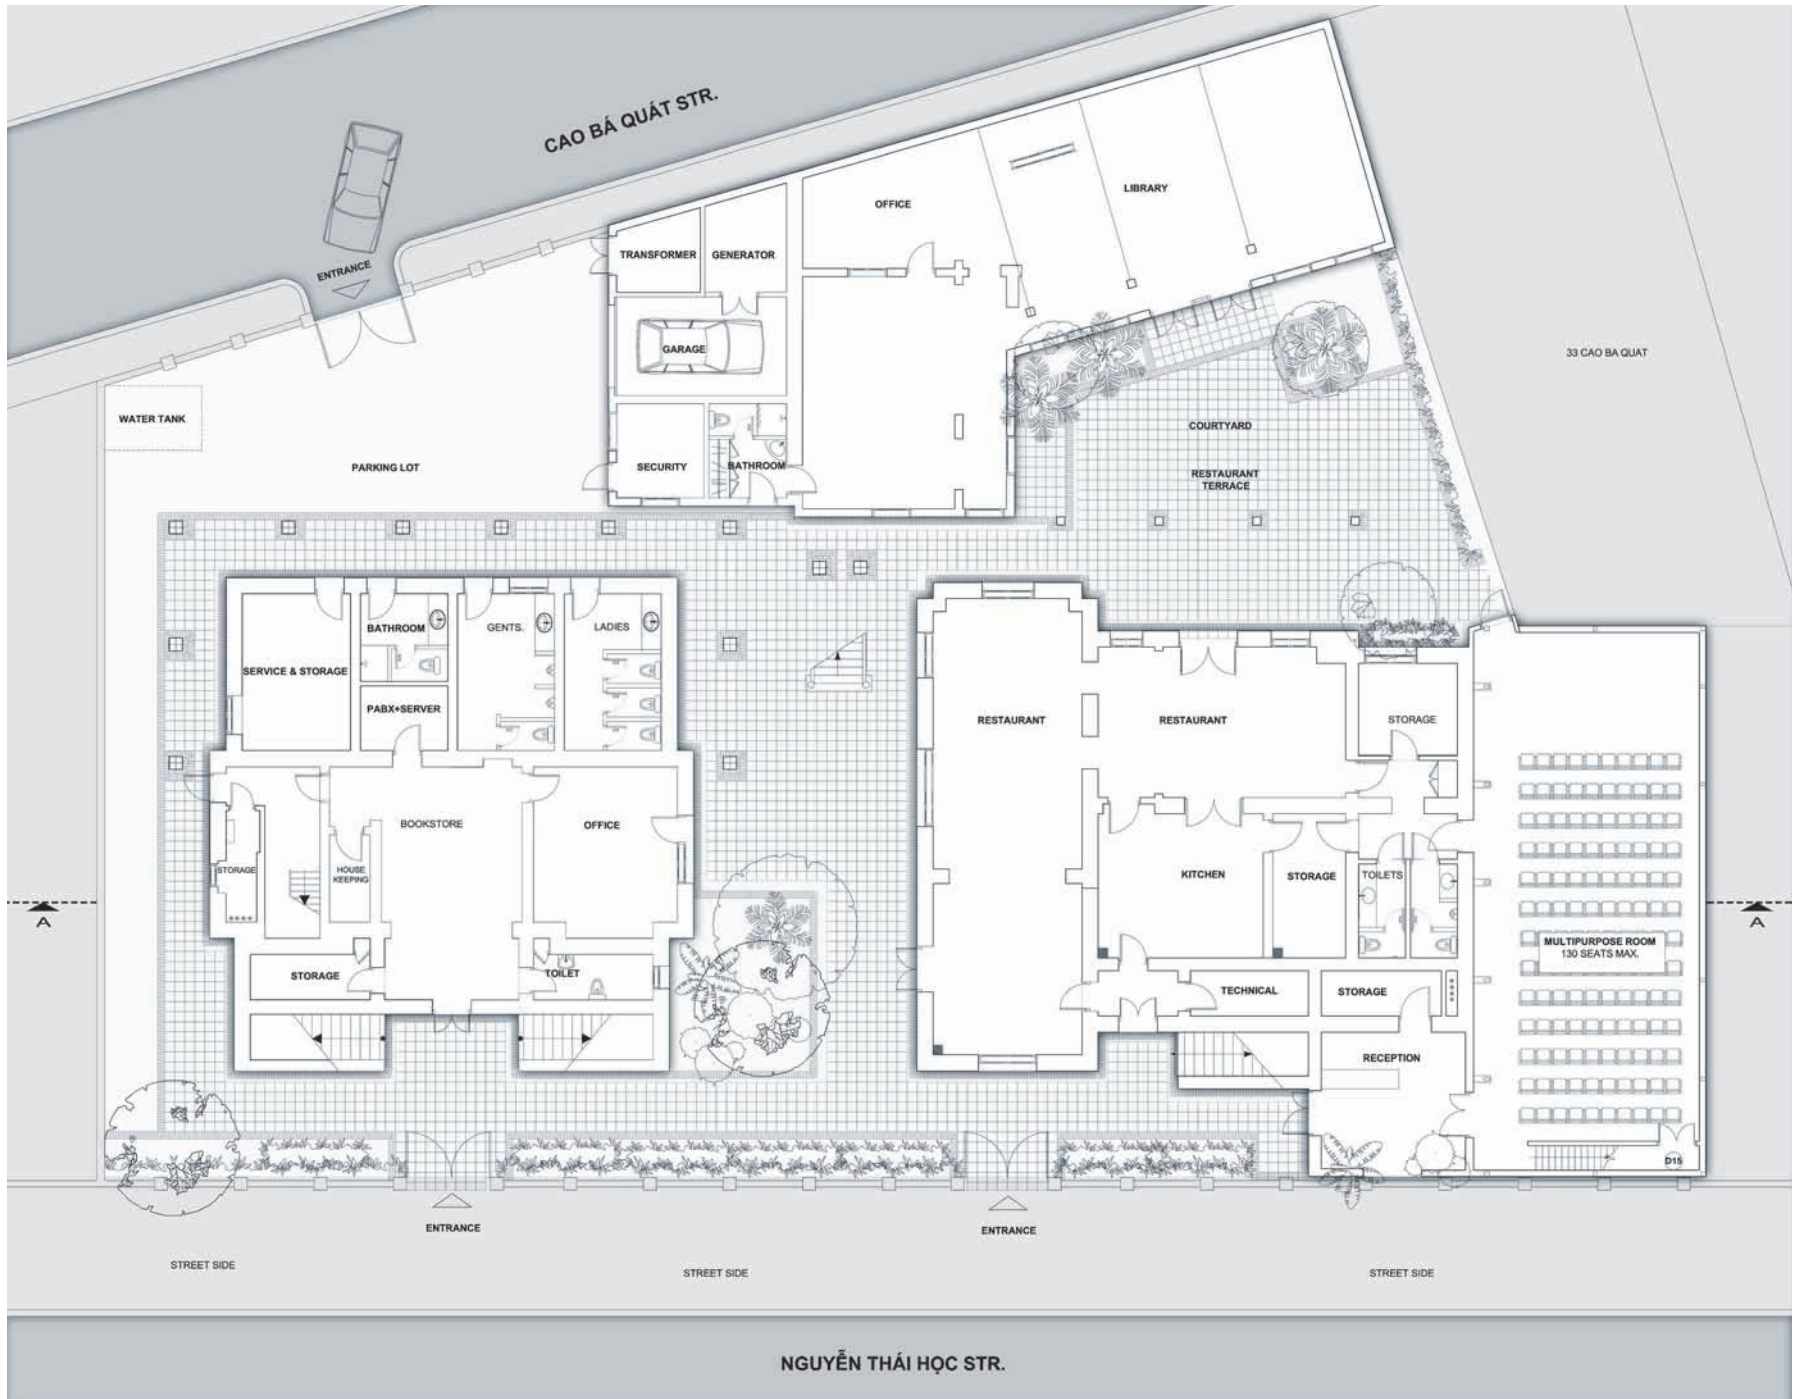 CAO BÁ QUÁT STR.
ENTRANCE
LIBRARY
OFFICE
TRANSFORMER
GENERATOR
GARAGE
33 CAO BA QUAT
WATER TANK
PARKING LOT
SECURITY
BATHROOM
COURTYARD
RESTAURANT
TERRACE
BATHROOM
GENTS.
LADIES
SERVICE & STORAGE
PABX+SERVER
RESTAURANT
RESTAURANT
STORAGE
BOOKSTORE
OFFICE
STORAGE
HOUSE
KEEPING
KITCHEN
STORAGE
TOILETS
A
A
MULTIPURPOSE ROOM
130 SEATS MAX.
STORAGE
TOILET
TECHNICAL
STORAGE
RECEPTION
D15
ENTRANCE
ENTRANCE
STREET SIDE
STREET SIDE
STREET SIDE
NGUYỄN THÁI HỌC STR.